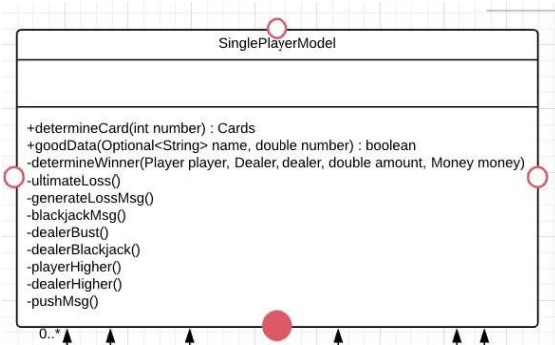 SinglePlayerModel
+determineCard(int number) : Cards
+goodData(Optional<String> name, double number) : boolean
-determineWinner(Player player, Dealer, dealer, double amount, Money money)
-ultimateLoss()
-generateLossMsg()
-blackjackMsg()
-dealerBust()
-dealerBlackjack()
-playerHigher()
-dealerHigher()
-pushMsg()
0..*